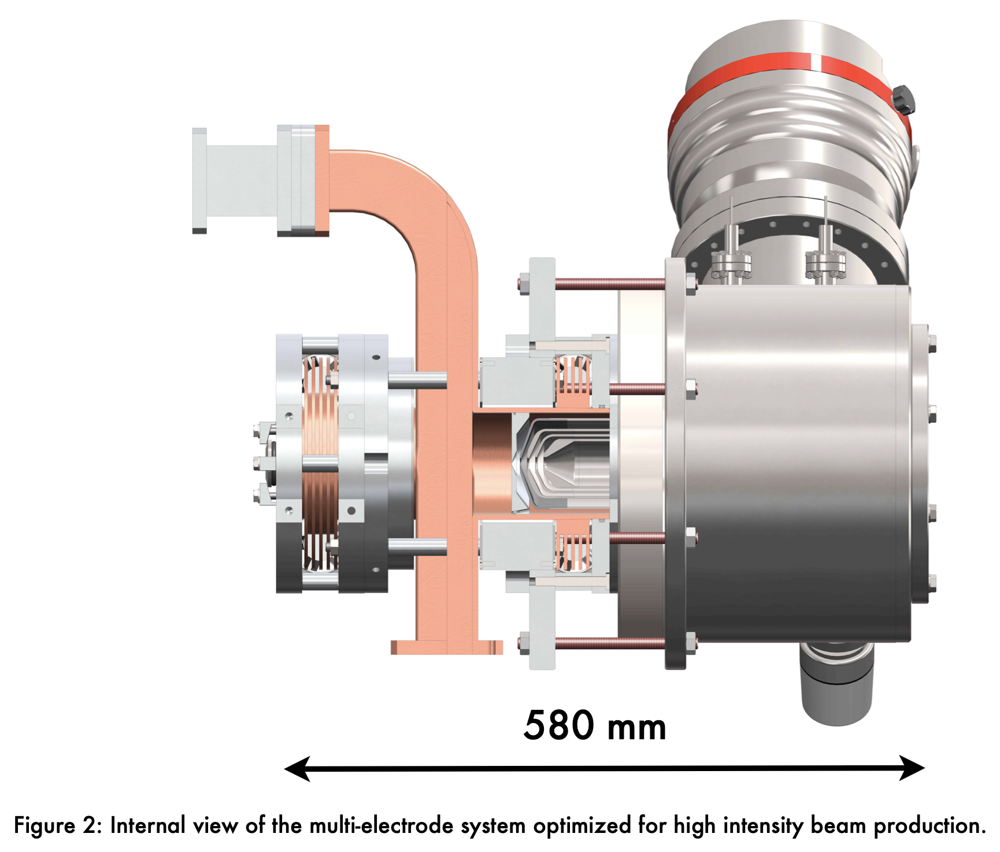 580 mm
Figure 2: Internal view of the multi-electrode system optimized for high intensity beam production.